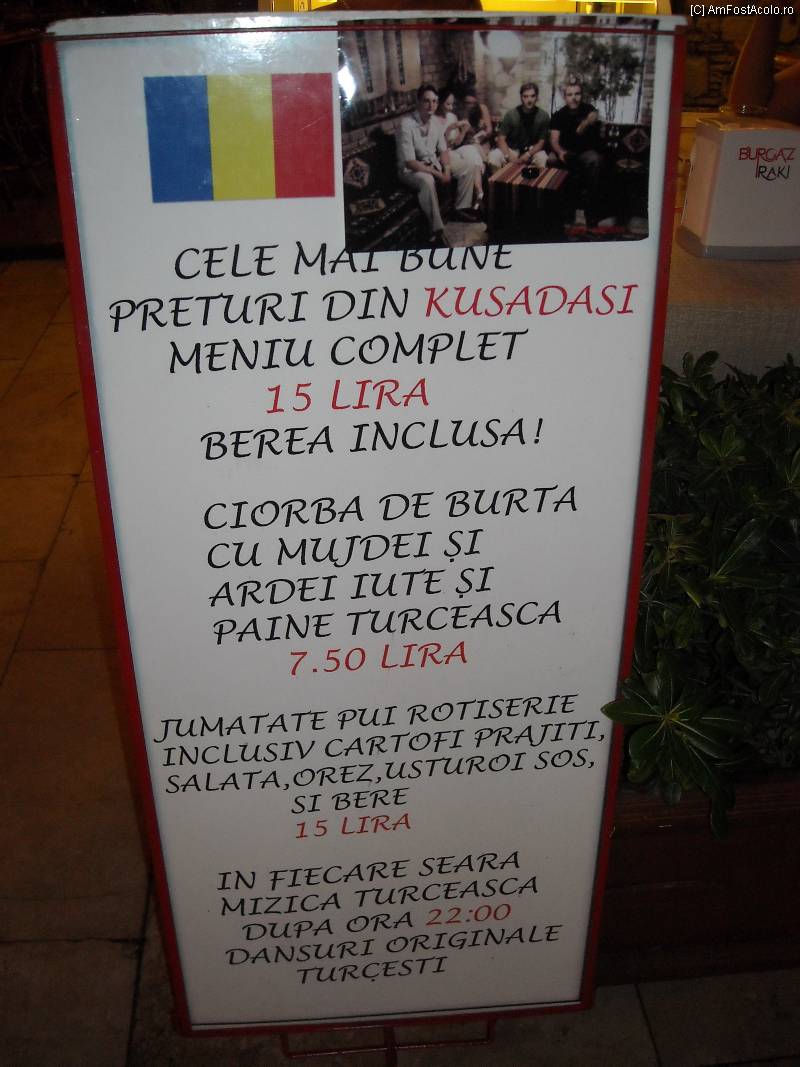 (C) AmFostAcolo.ro
BURGAZ
RAKI
CELE MAI BUNE
PRETURI DIN KUSADASI
MENIU COMPLET
15 LIRA
BEREA INCLUSA!
CIORBA DE BURTA
CU MUJDEI ȘI
ARDEI IUTE ȘI
PAINE TURCEASCA
7.50 LIRA
JUMATATE PUI ROTISERIE
INCLUSIV CARTOFI PRAJITI,
SALATA,OREZ,USTUROI SOS,
SI BERE
15 LIRA
IN FIECARE SEARA
MIZICA TURCEASCA
DUPA ORA 22:00
DANSURI ORIGINALE
TURÇESTI